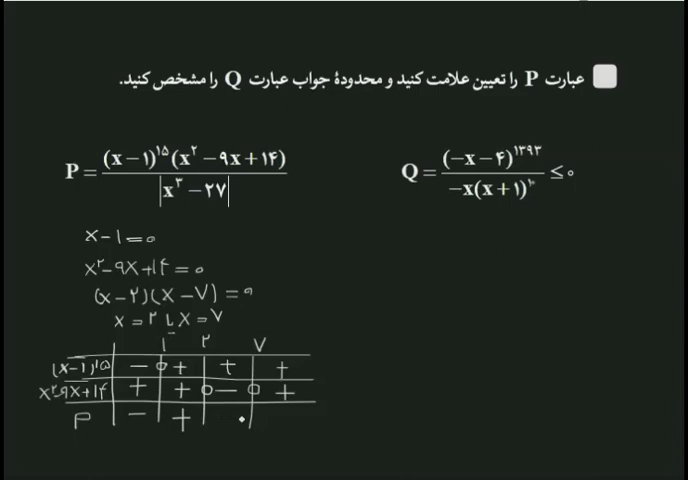 عبارت P را تعیین علامت کنید و محدودهٔ جواب عبارت Q را مشخص کنید.
P = (x − ۱)^۱۵ (x^۲ − ۹x + ۱۴) / |x^۳ − ۲۷|
Q = (−x − ۴)^۱۳۹۳ / −x(x + ۱)^۲ ≤ ۰
x − ۱ = ۰
x^۲ − ۹x + ۱۴ = ۰
(x − ۲)(x − ۷) = ۰
x = ۲ یا x = ۷
۱ ۲ ۷
(x − ۱)^۱۵ − ۰ + + +
x^۲ − ۹x + ۱۴ + + ۰ − ۰ +
P − +